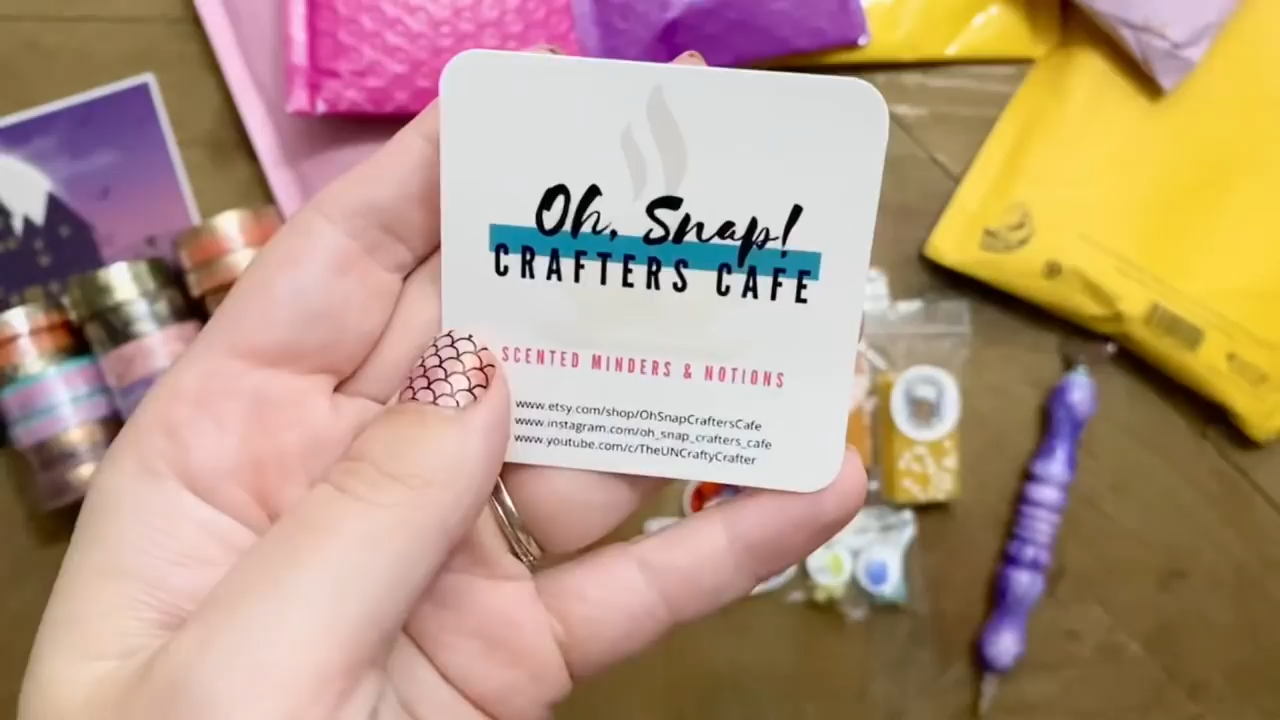 Oh, Snap!
CRAFTERS CAFE
SCENTED MINDERS & NOTIONS
www.etsy.com/shop/OhSnapCraftersCafe
www.instagram.com/oh_snap_crafters_cafe
www.youtube.com/c/TheUNCraftyCrafter